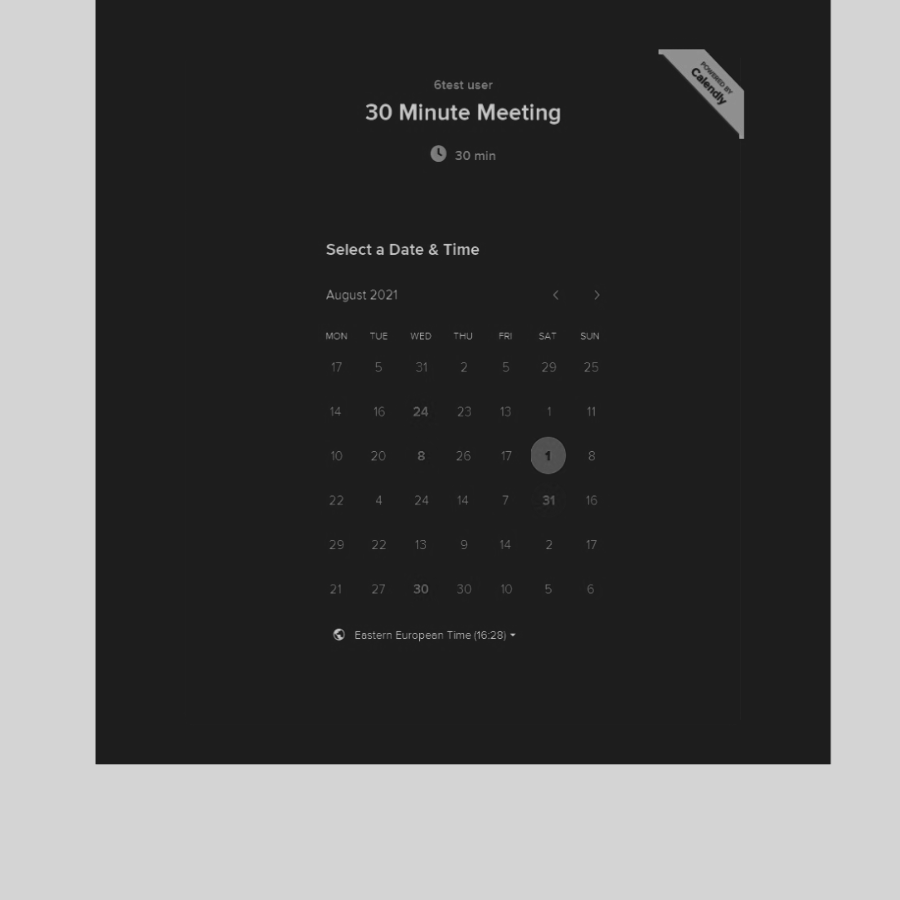 POWERED BY
Calendly
6test user
30 Minute Meeting
30 min
Select a Date & Time
August 2021
MON TUE WED THU FRI SAT SUN
17 5 31 2 5 29 25
14 16 24 23 13 1 11
10 20 8 26 17 1 8
22 4 24 14 7 31 16
29 22 13 9 14 2 17
21 27 30 30 10 5 6
Eastern European Time (16:28)